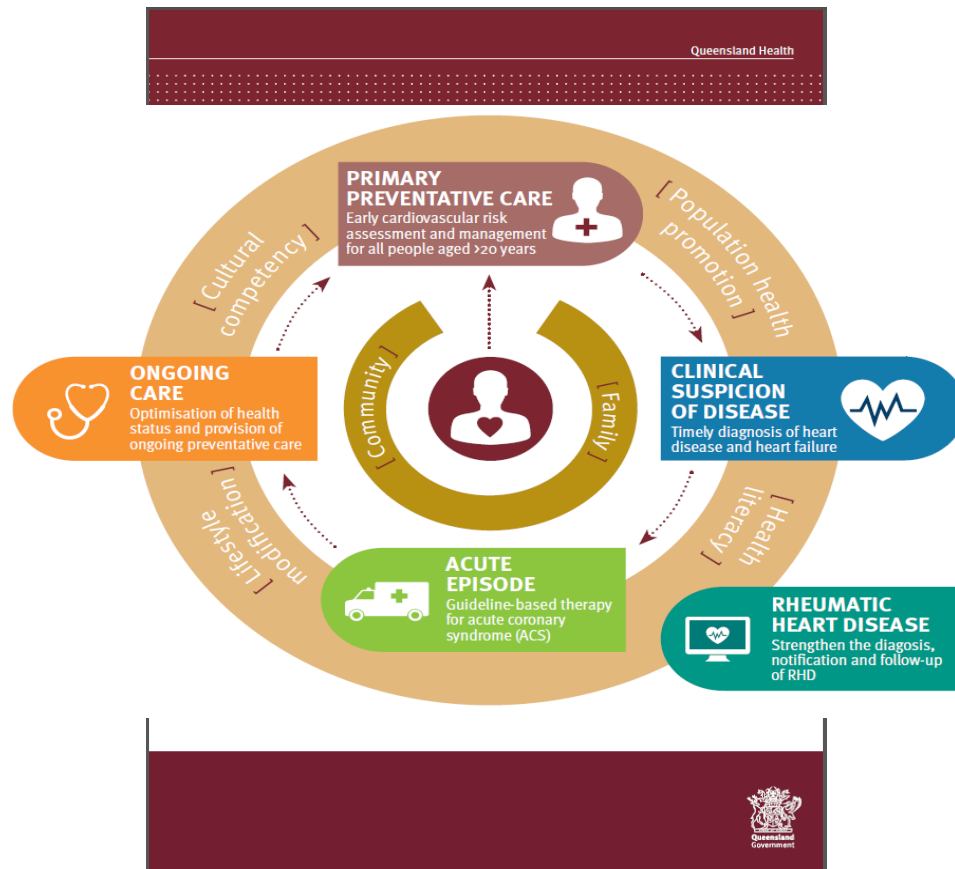 Queensland Health
PRIMARY
PREVENTATIVE CARE
Early cardiovascular risk
assessment and management
for all people aged >20 years
[ Cultural
competency ]
[ Population health
promotion ]
ONGOING
CARE
Optimisation of health
status and provision of
ongoing preventative care
[ Community ]
[ Family ]
CLINICAL
SUSPICION
OF DISEASE
Timely diagnosis of heart
disease and heart failure
[ Lifestyle
modification ]
[ Health
literacy ]
ACUTE
EPISODE
Guideline-based therapy
for acute coronary
syndrome (ACS)
RHEUMATIC
HEART DISEASE
Strengthen the diagosis,
notification and follow-up
of RHD
Queensland
Government